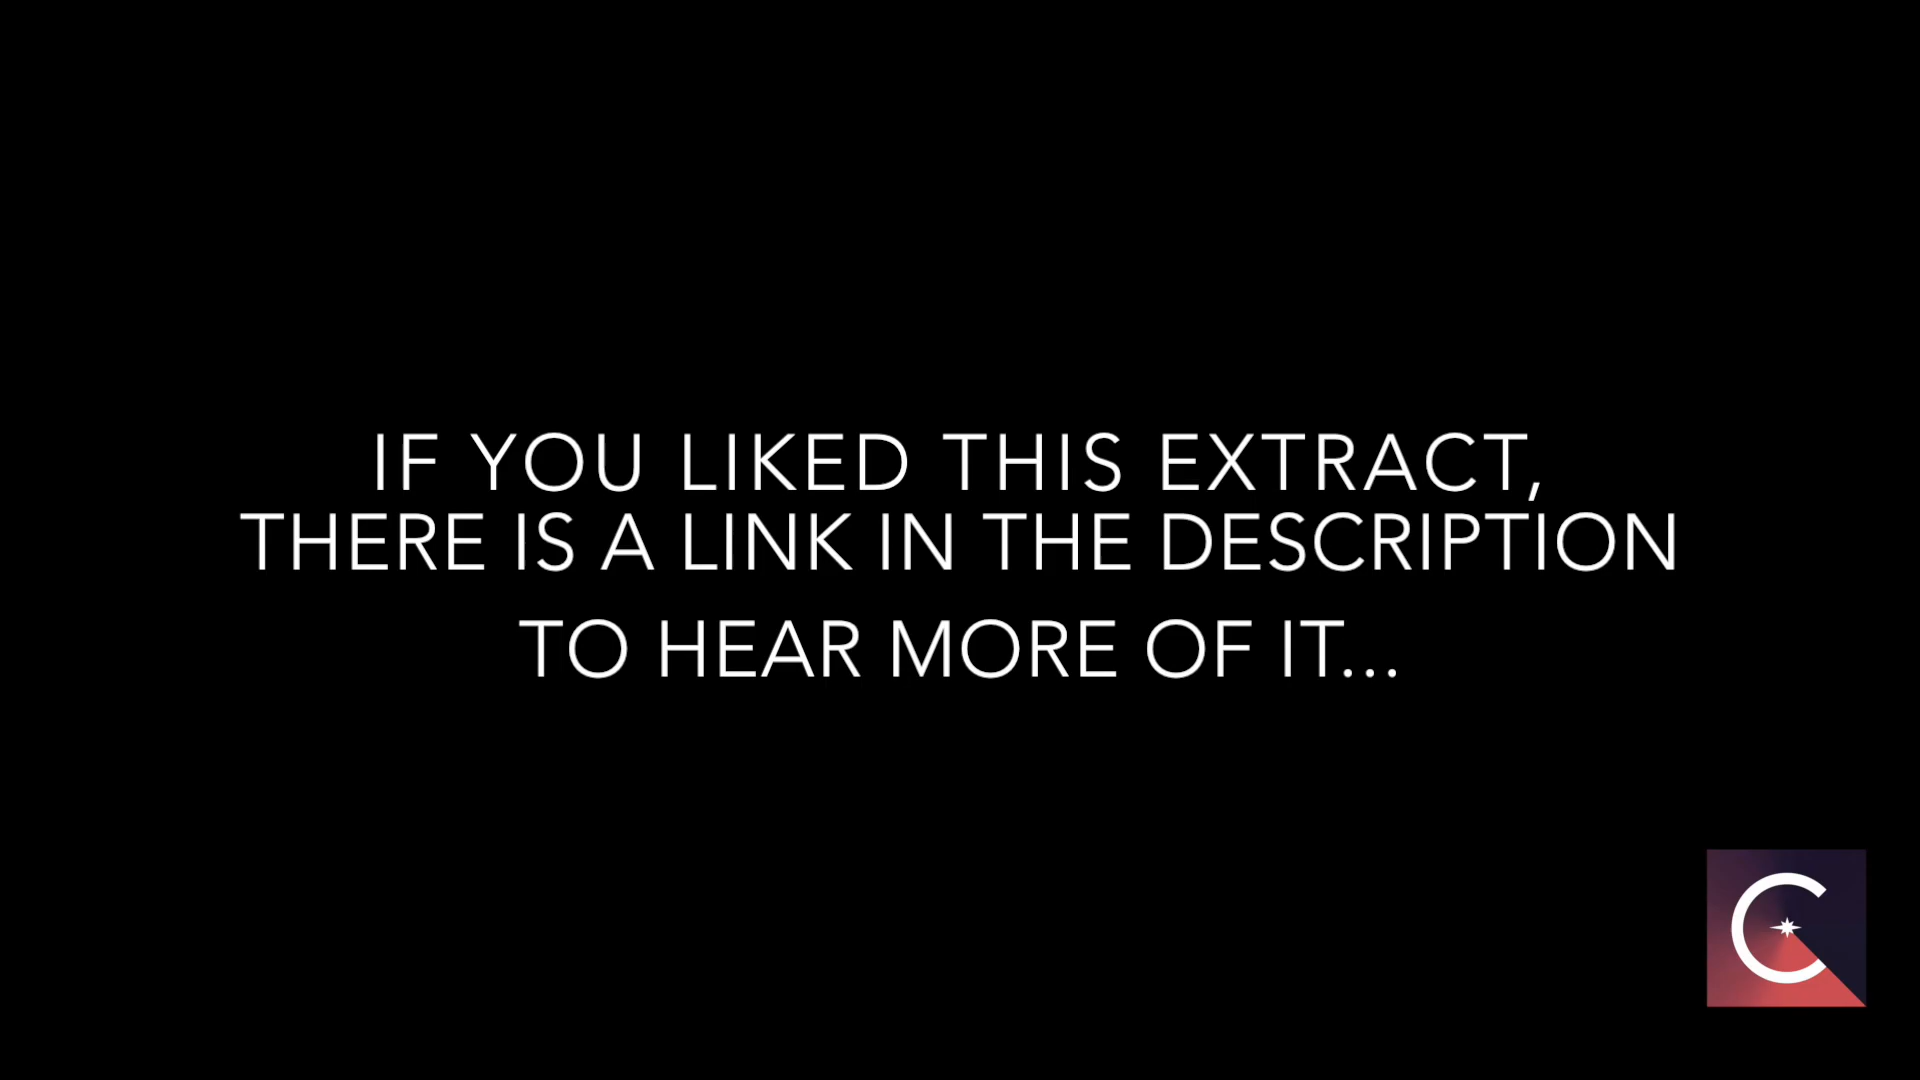 IF YOU LIKED THIS EXTRACT,
THERE IS A LINK IN THE DESCRIPTION
TO HEAR MORE OF IT...
C